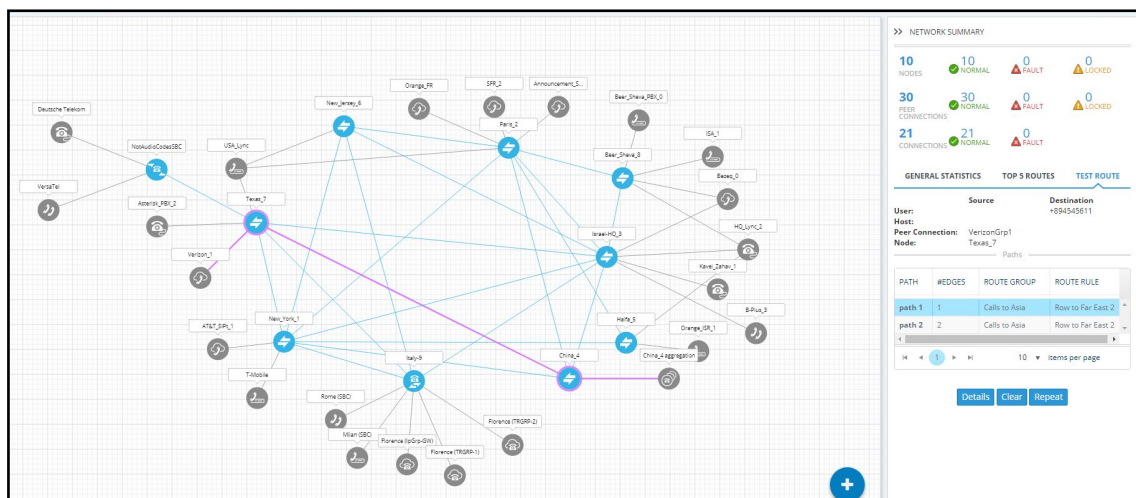 NETWORK SUMMARY
10 NODES
10 NORMAL
0 FAULT
0 LOCKED
30 PEER CONNECTIONS
30 NORMAL
0 FAULT
0 LOCKED
21 CONNECTIONS
21 NORMAL
0 FAULT
GENERAL STATISTICS TOP 5 ROUTES TEST ROUTE
Source Destination
User: +894545611
Host:
Peer Connection: VerizonGrp1
Node: Texas_7
Paths
PATH #EDGES ROUTE GROUP ROUTE RULE
path 1 1 Calls to Asia Row to Far East 2
path 2 2 Calls to Asia Row to Far East 2
1 10 items per page
Details Clear Repeat
Orange_FR
SFR_2
Announcement_S...
Beer_Sheva_PBX_0
Deutsche Telekom
New_Jersey_6
Paris_2
ISA_1
NotAudioCodesSBC
USA_Lync
Beer_Sheva_8
Bezeq_0
VersaTel
Asterisk_PBX_2
Texas_7
Israel-HQ_3
HQ_Lync_2
Verizon_1
Kavei_Zahav_1
AT&T_SIPs_1
New_York_1
Haifa_5
B-Plus_3
Orange_ISR_1
T-Mobile
Italy-9
China_4
China_4 aggregation
Rome (SBC)
Milan (SBC)
Florence (IpGrp-GW)
Florence (TRGRP-1)
Florence (TRGRP-2)